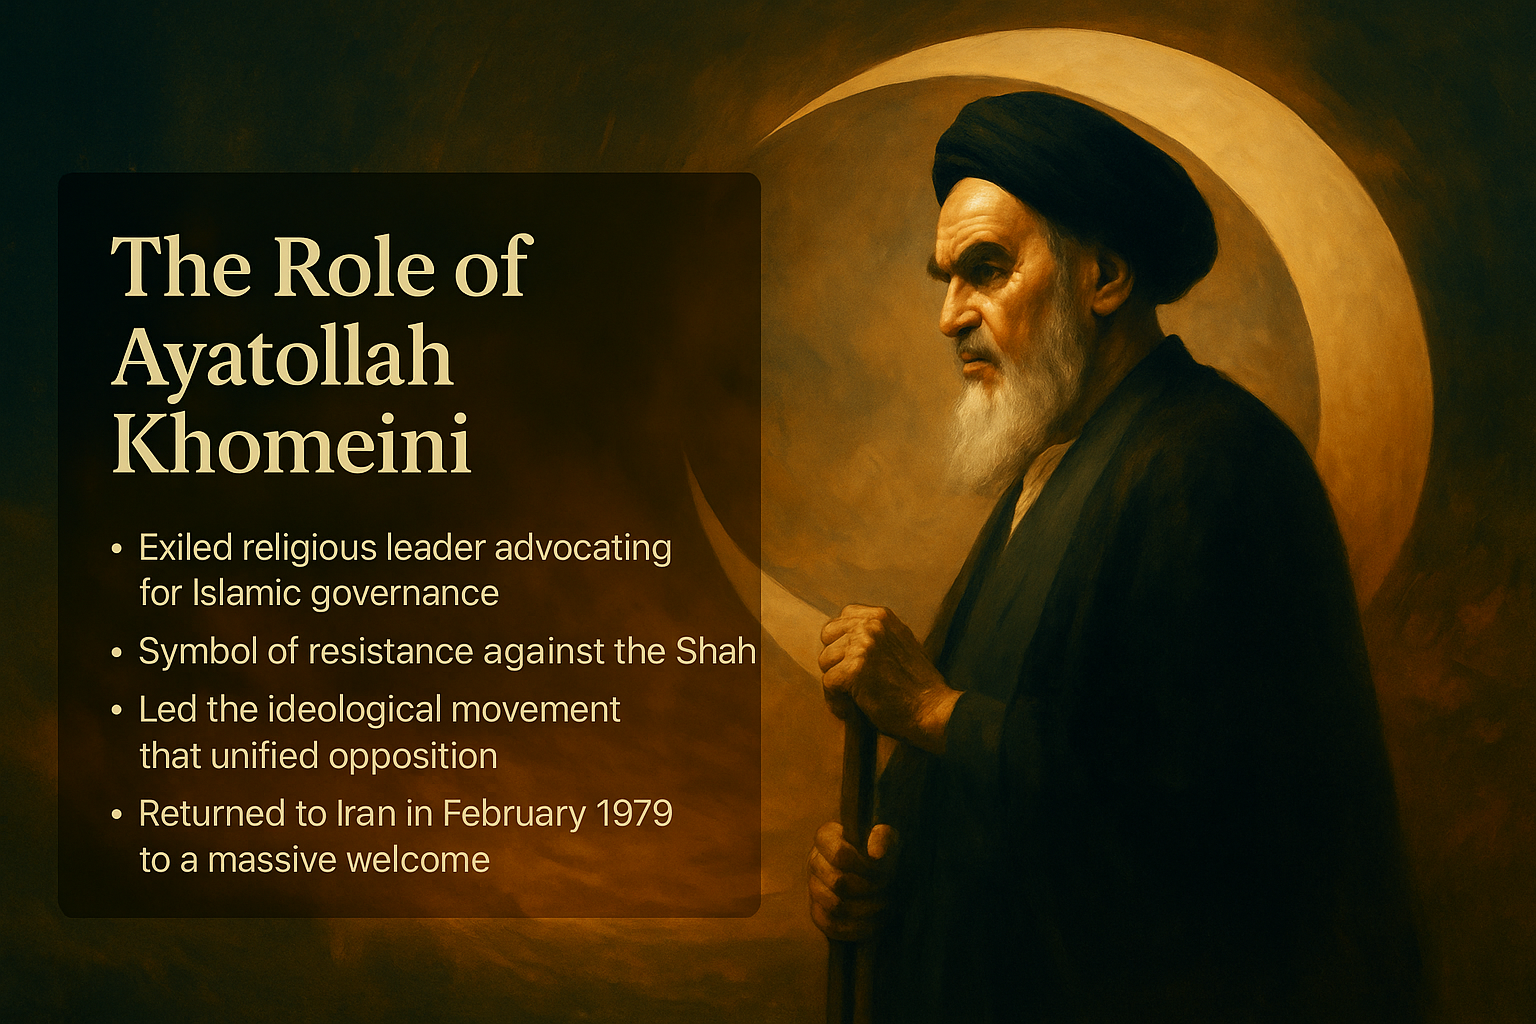 The Role of
Ayatollah
Khomeini
• Exiled religious leader advocating
for Islamic governance
• Symbol of resistance against the Shah
• Led the ideological movement
that unified opposition
• Returned to Iran in February 1979
to a massive welcome